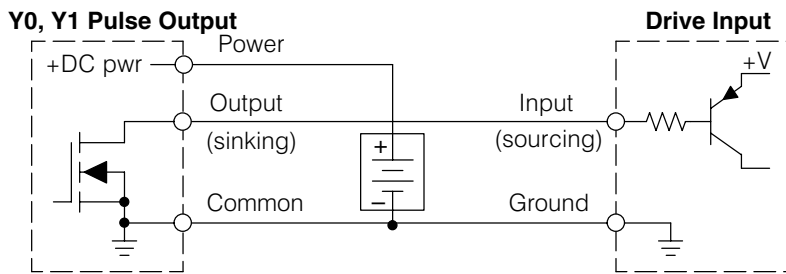 Y0, Y1 Pulse Output
Drive Input
Power
+DC pwr
+V
Output
Input
(sinking)
(sourcing)
+
–
Common
Ground